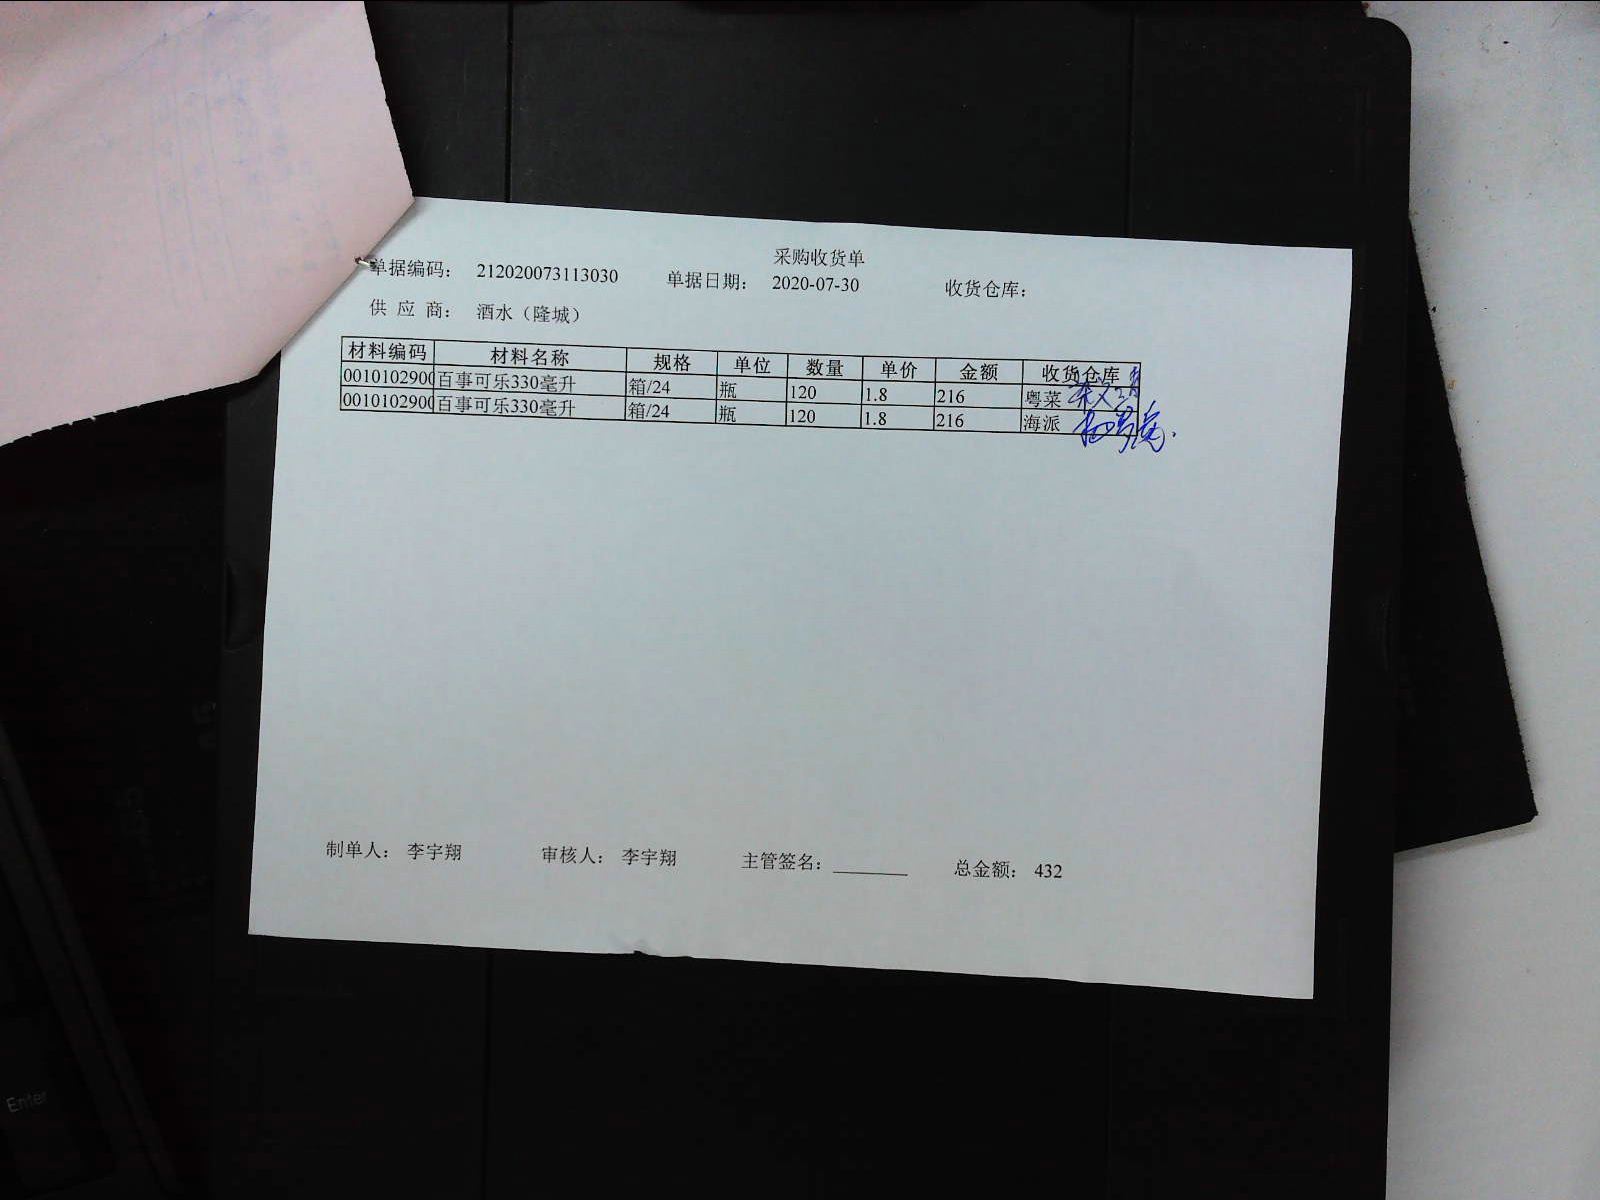 采购收货单
单据编码： 212020073113030 单据日期： 2020-07-30 收货仓库：
供 应 商： 酒水（隆城）
材料编码 材料名称 规格 单位 数量 单价 金额 收货仓库
0010102900 百事可乐330毫升 箱/24 瓶 120 1.8 216 粤菜
0010102900 百事可乐330毫升 箱/24 瓶 120 1.8 216 海派
制单人： 李宇翔 审核人： 李宇翔 主管签名： 总金额： 432
Enter